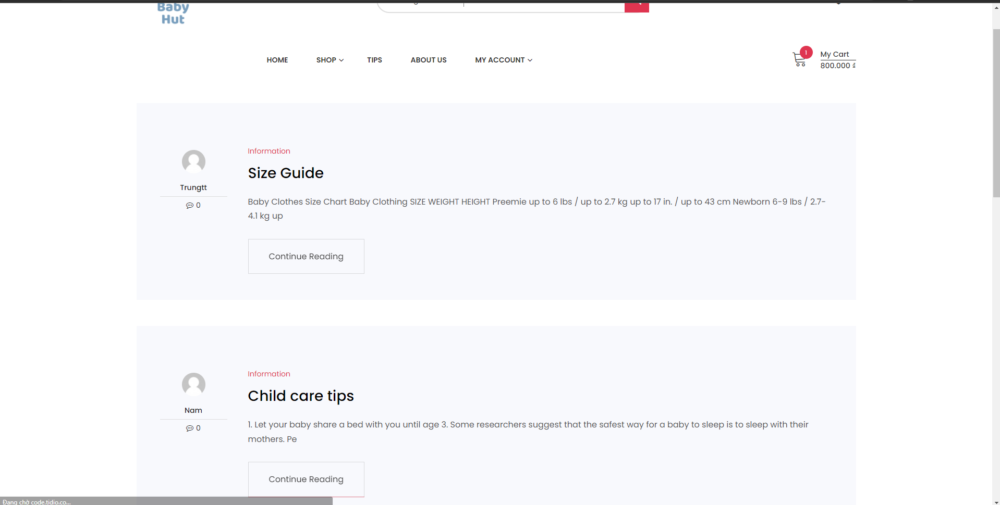 Baby
Hut
HOME SHOP TIPS ABOUT US MY ACCOUNT
1
My Cart
800.000 ₫
Information
Size Guide
Trungtt
0
Baby Clothes Size Chart Baby Clothing SIZE WEIGHT HEIGHT Preemie up to 6 lbs / up to 2.7 kg up to 17 in. / up to 43 cm Newborn 6-9 lbs / 2.7-
4.1 kg up
Continue Reading
Information
Child care tips
Nam
0
1. Let your baby share a bed with you until age 3. Some researchers suggest that the safest way for a baby to sleep is to sleep with their
mothers. Pe
Continue Reading
Đang chờ code.tidio.co...